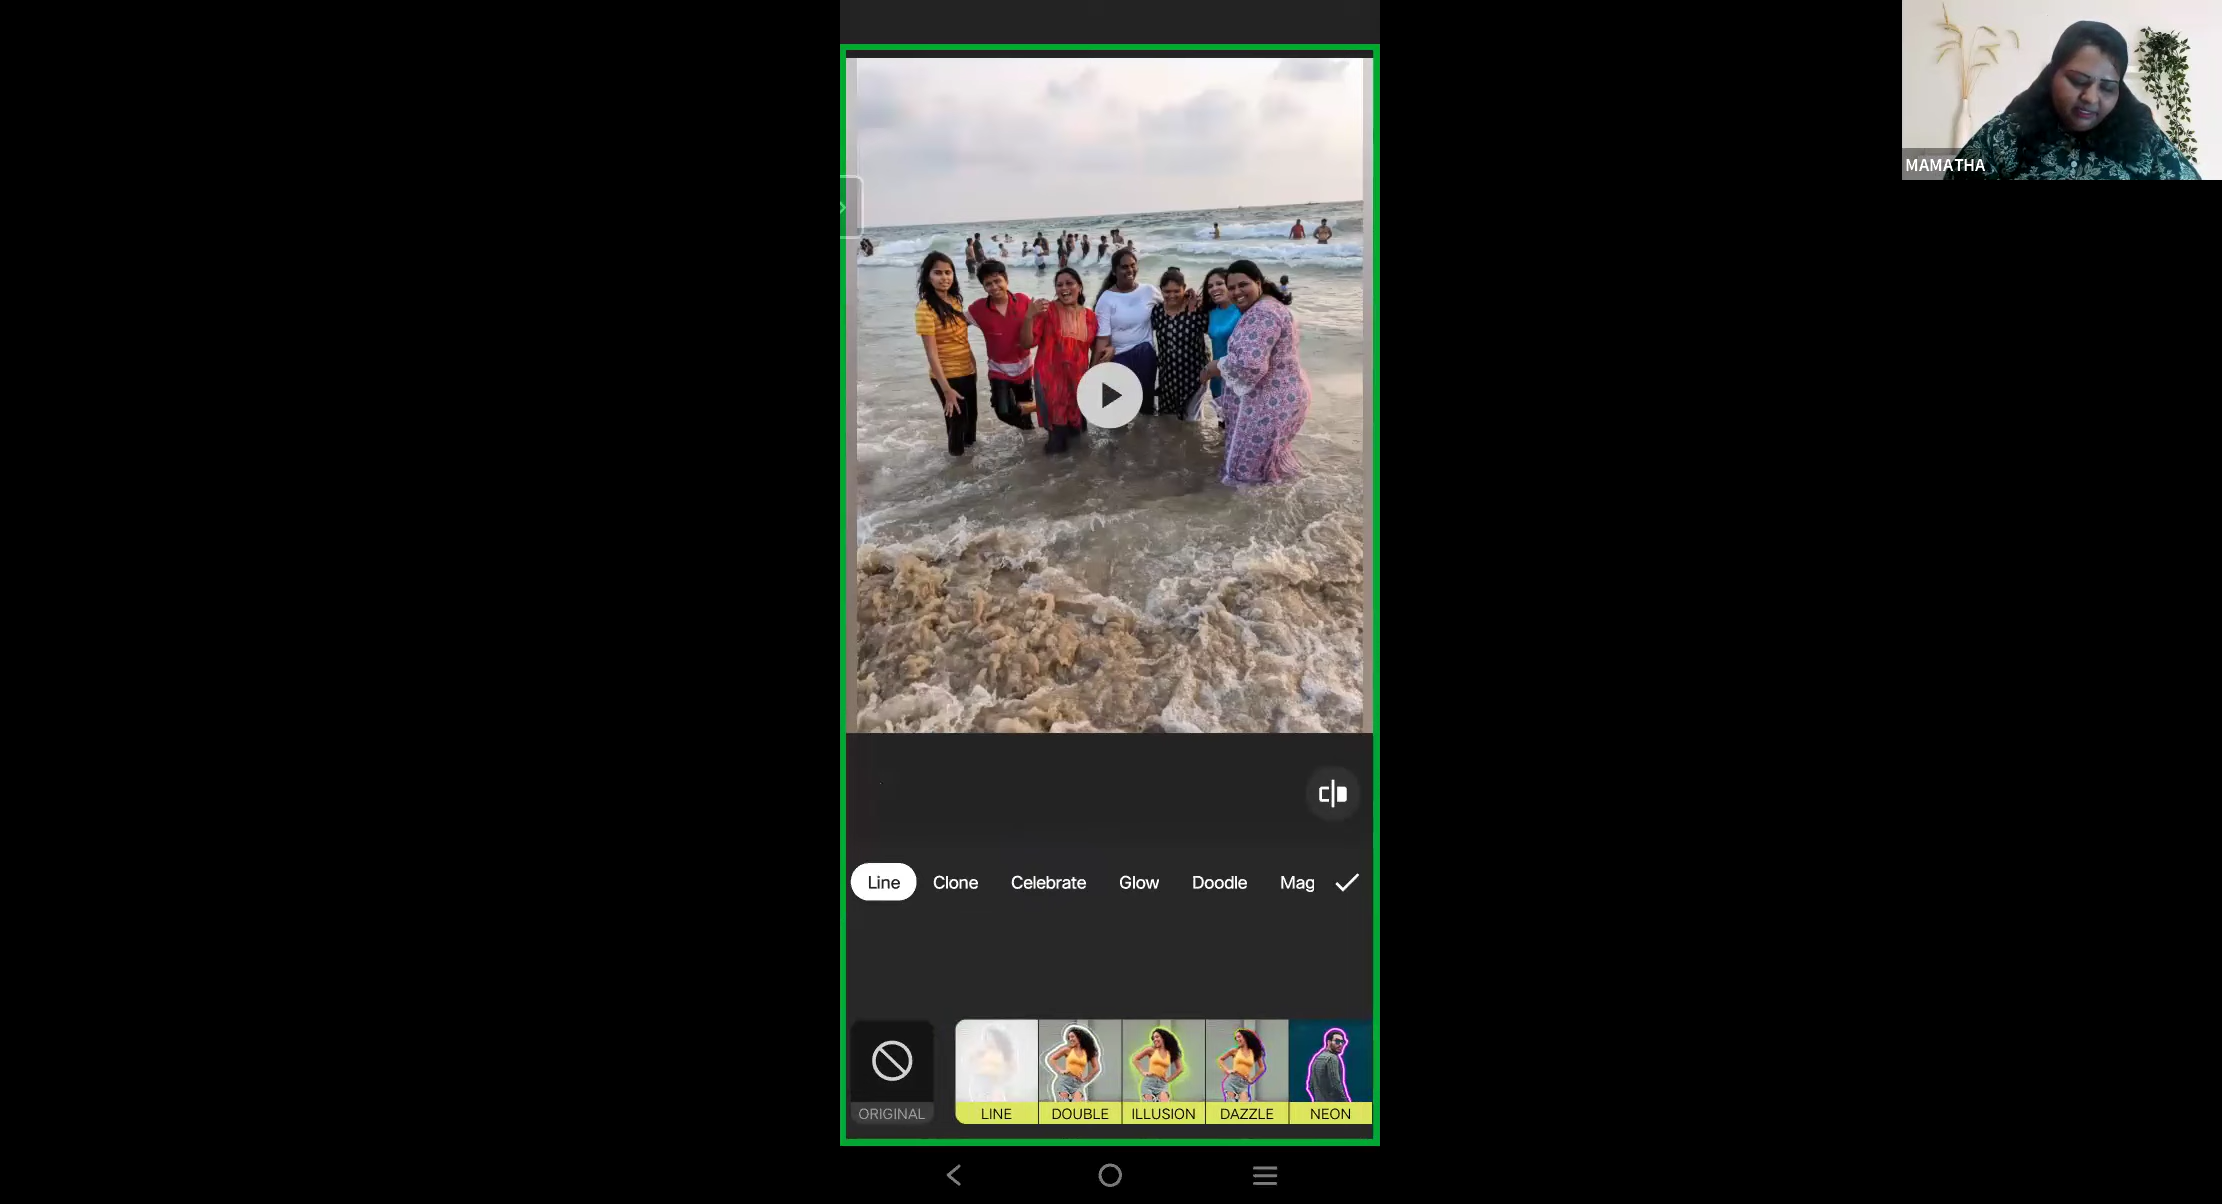 MAMATHA
Line Clone Celebrate Glow Doodle Mag
ORIGINAL LINE DOUBLE ILLUSION DAZZLE NEON